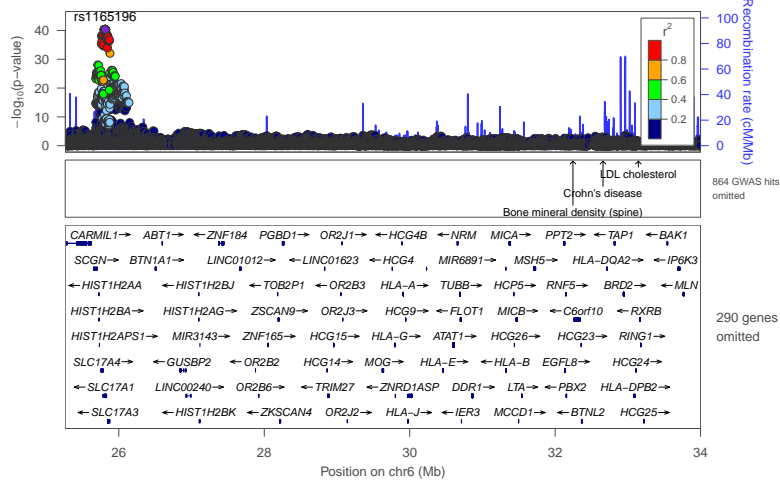 rs1165196
−log10(p−value)
40
30
20
10
0
r2
0.8
0.6
0.4
0.2
100
80
60
40
20
0
Recombination rate (cM/Mb)
864 GWAS hits
omitted
LDL cholesterol
Crohn's disease
Bone mineral density (spine)
CARMIL1→ ABT1→ ←ZNF184 PGBD1→ OR2J1→ ←HCG4B ←NRM MICA→ PPT2→ ←TAP1 ←BAK1
SCGN→ BTN1A1→ LINC01012→ LINC01623→ ←HCG4 MIR6891→ ←MSH5→ HLA−DQA2→ ←IP6K3
←HIST1H2AA ←HIST1H2BJ ←TOB2P1 ←OR2B3 HLA−A→ TUBB→ HCP5→ RNF5→ BRD2→ ←MLN
HIST1H2BA→ ←HIST1H2AG→ ZSCAN9→ OR2J3→ HCG9→ ←FLOT1 MICB→ ←C6orf10 ←RXRB
HIST1H2APS1→ MIR3143→ ZNF165→ HCG15→ HLA−G→ ATAT1→ HCG26→ HCG23→ RING1→
SLC17A4→ ←GUSBP2 ←OR2B2 HCG14→ MOG→ HLA−E→ ←HLA−B EGFL8→ HCG24→
←SLC17A1 LINC00240→ OR2B6→ ←TRIM27 ←ZNRD1ASP DDR1→ LTA→ ←PBX2 HLA−DPB2→
←SLC17A3 ←HIST1H2BK ←ZKSCAN4 OR2J2→ ←HLA−J→ ←IER3 MCCD1→ ←BTNL2 HCG25→
290 genes
omitted
26 28 30 32 34
Position on chr6 (Mb)